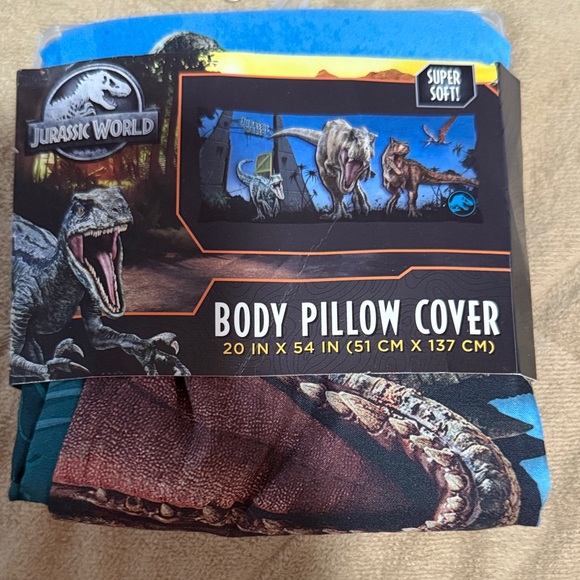 SUPER
SOFT!
JURASSIC WORLD
BODY PILLOW COVER
20 IN X 54 IN (51 CM X 137 CM)